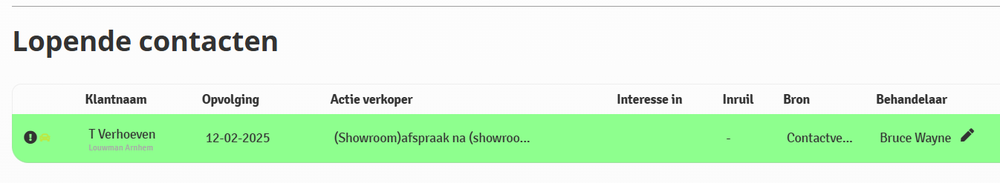 Lopende contacten
Klantnaam Opvolging Actie verkoper Interesse in Inruil Bron Behandelaar
T Verhoeven 12-02-2025 (Showroom)afspraak na (showroo... - Contactve... Bruce Wayne
Louwman Arnhem